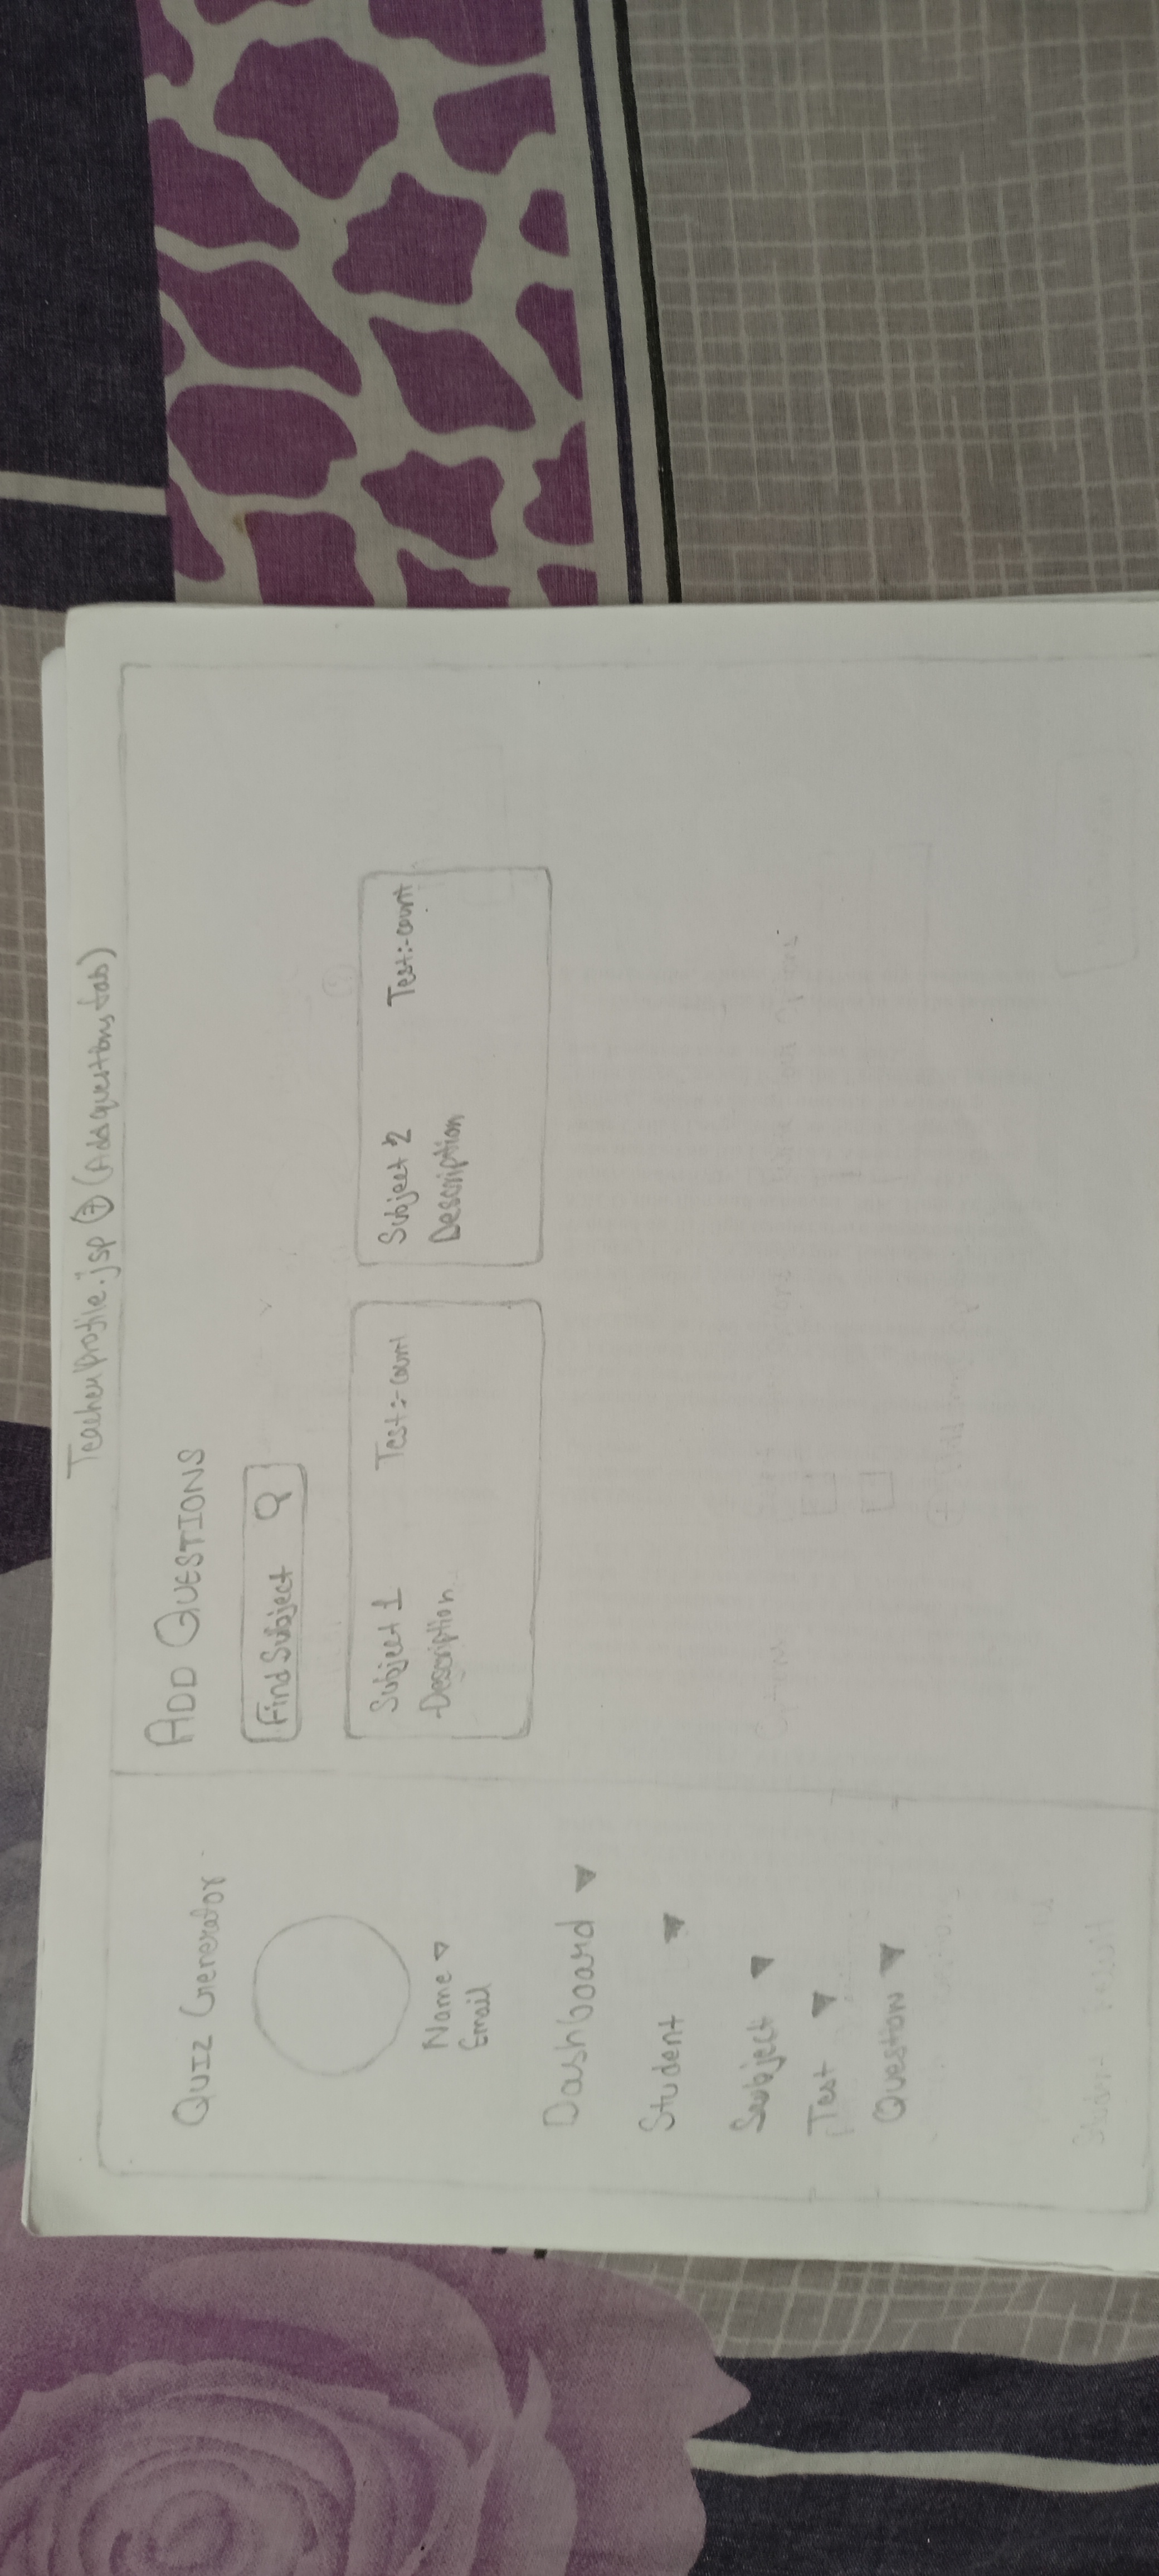 TeacherProfile.jsp ⑦ (Add questions tab)
QUIZ Generator
Name ▽
Email
Dashboard ▼
Student ▼
Subject ▼
Test ▼
Question ▼
ADD QUESTIONS
Find Subject
Subject 1 Test:-count
Description
Subject 2 Test:-count
Description